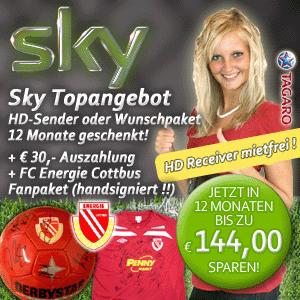 sky
TAGARO
Sky Topangebot
HD-Sender oder Wunschpaket
12 Monate geschenkt!
+ € 30,- Auszahlung
+ FC Energie Cottbus
Fanpaket (handsigniert !!)
HD Receiver mietfrei !
JETZT IN
12 MONATEN
BIS ZU
€ 144,00
SPAREN!
ENERGIE
DERBYSTAR
PENNY
MARKT